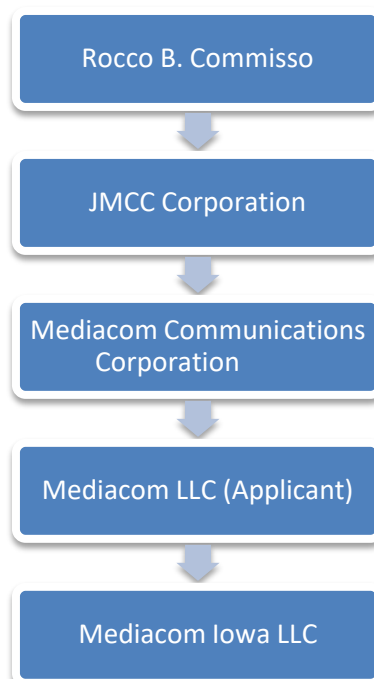 Rocco B. Commisso
JMCC Corporation
Mediacom Communications
Corporation
Mediacom LLC (Applicant)
Mediacom Iowa LLC